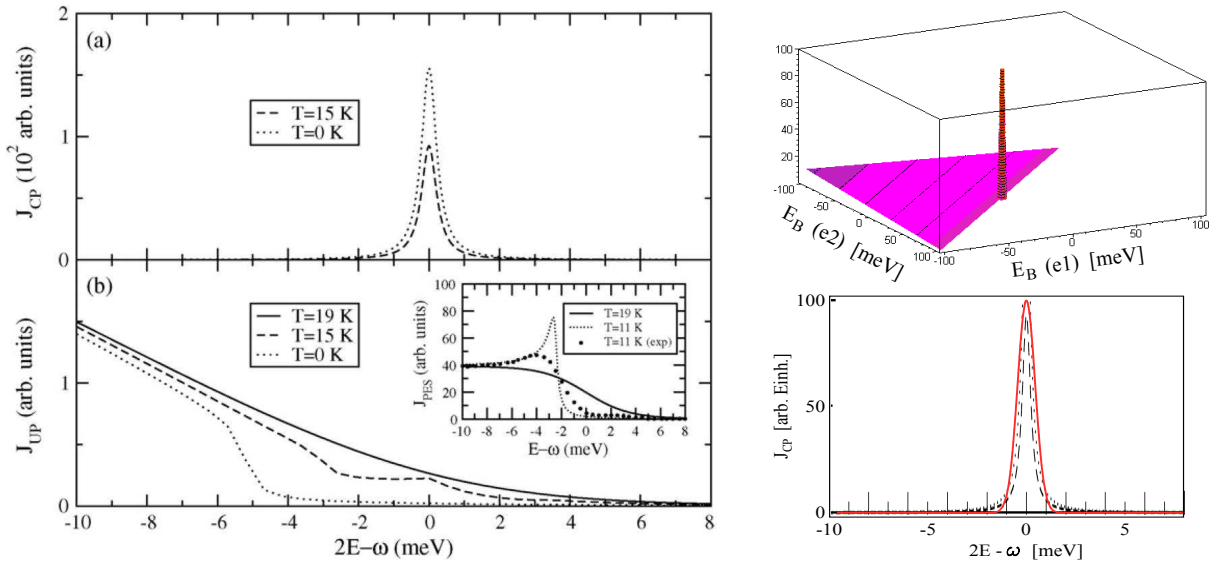 (a)
2
1
0
J_CP (10^2 arb. units)
T=15 K
T=0 K
(b)
1
0
J_UP (arb. units)
T=19 K
T=15 K
T=0 K
100
80
60
40
20
0
J_PES (arb. units)
T=19 K
T=11 K
T=11 K (exp)
-10 -8 -6 -4 -2 0 2 4 6 8
E-ω (meV)
-10 -8 -6 -4 -2 0 2 4 6 8
2E-ω (meV)
100
80
60
40
20
-100
-50
0
50
100
E_B (e2) [meV]
-100 -50 0 50 100
E_B (e1) [meV]
100
50
0
J_CP [arb. Einh.]
-10 -5 0 5
2E - ω [meV]